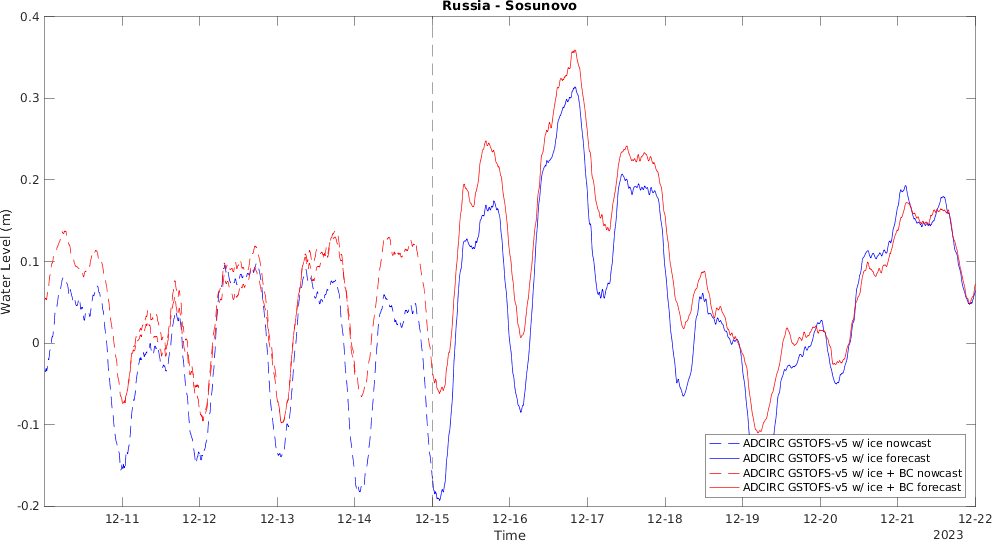 Russia - Sosunovo
0.4
0.3
0.2
0.1
0
-0.1
-0.2
Water Level (m)
ADCIRC GSTOFS-v5 w/ ice nowcast
ADCIRC GSTOFS-v5 w/ ice forecast
ADCIRC GSTOFS-v5 w/ ice + BC nowcast
ADCIRC GSTOFS-v5 w/ ice + BC forecast
12-11 12-12 12-13 12-14 12-15 12-16 12-17 12-18 12-19 12-20 12-21 12-22
Time
2023